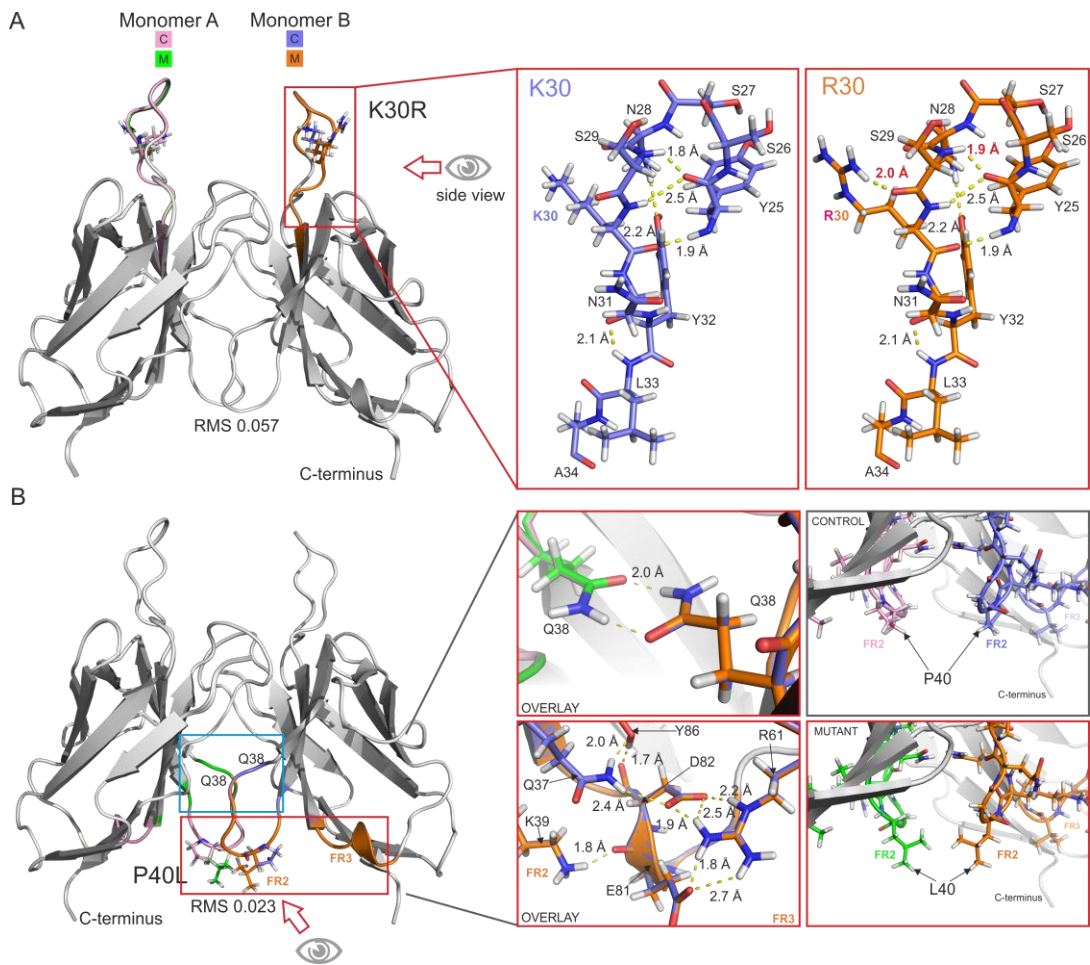 A
Monomer A
Monomer B
C
C
M
M
K30R
side view
RMS 0.057
C-terminus
K30
N28
S27
S29
1.8 Å
S26
K30
2.5 Å
Y25
2.2 Å
1.9 Å
N31
Y32
2.1 Å
L33
A34
R30
N28
S27
S29
1.9 Å
S26
2.0 Å
2.5 Å
R30
Y25
2.2 Å
1.9 Å
N31
Y32
2.1 Å
L33
A34
B
Q38
Q38
P40L
FR3
FR2
RMS 0.023
C-terminus
2.0 Å
Q38
Q38
OVERLAY
CONTROL
FR2
FR2
FR2
P40
C-terminus
Y86
R61
2.0 Å
1.7 Å
D82
Q37
2.4 Å
2.2 Å
2.5 Å
K39
1.9 Å
1.8 Å
FR2
1.8 Å
E81
2.7 Å
OVERLAY
FR3
MUTANT
FR3
FR2
FR2
L40
C-terminus